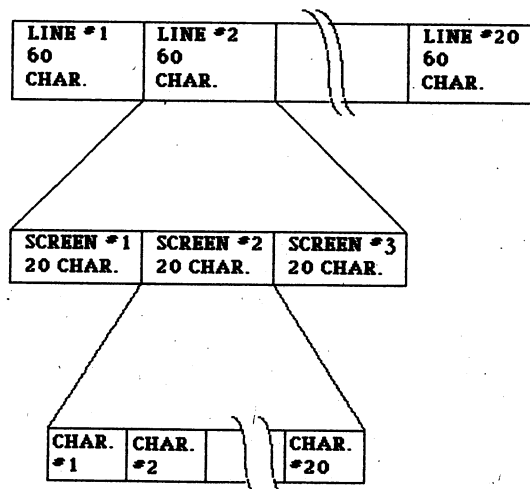 LINE #1
60
CHAR.
LINE #2
60
CHAR.
LINE #20
60
CHAR.
SCREEN #1
20 CHAR.
SCREEN #2
20 CHAR.
SCREEN #3
20 CHAR.
CHAR.
#1
CHAR.
#2
CHAR.
#20